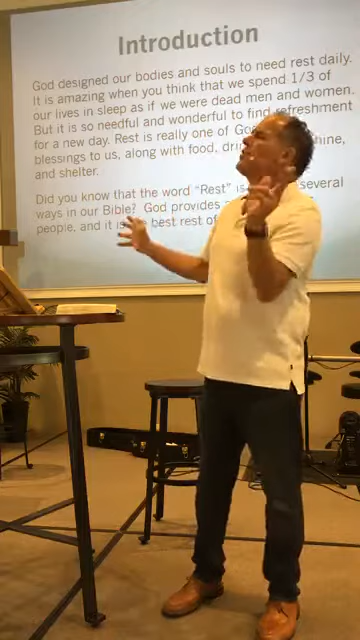 Introduction
God designed our bodies and souls to need rest daily.
It is amazing when you think that we spend 1/3 of
our lives in sleep as if we were dead men and women.
But it is so needful and wonderful to find refreshment
for a new day. Rest is really one of
blessings to us, along with food,
and shelter.
Did you know that the word "Rest" is several
ways in our Bible? God provides
people, and it is best rest of